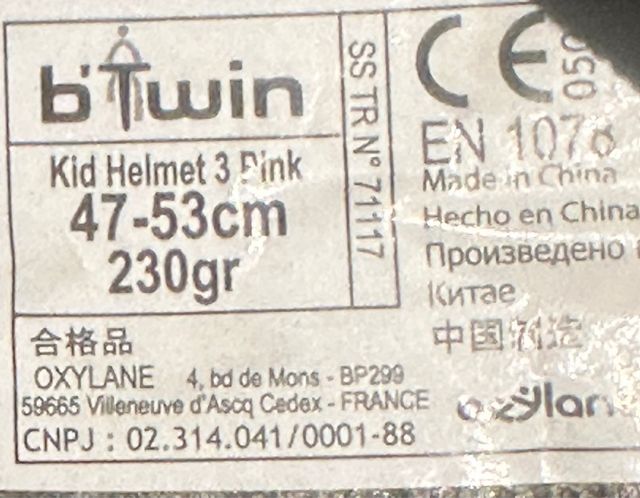 b'Twin
Kid Helmet 3 Pink
47-53cm
230gr
SS TR N° 71117
CE
EN 1078
Made in China
Hecho en China
Произведено
Китае
中国制造
合格品
OXYLANE 4, bd de Mons - BP299
59665 Villeneuve d'Ascq Cedex - FRANCE
CNPJ : 02.314.041/0001-88